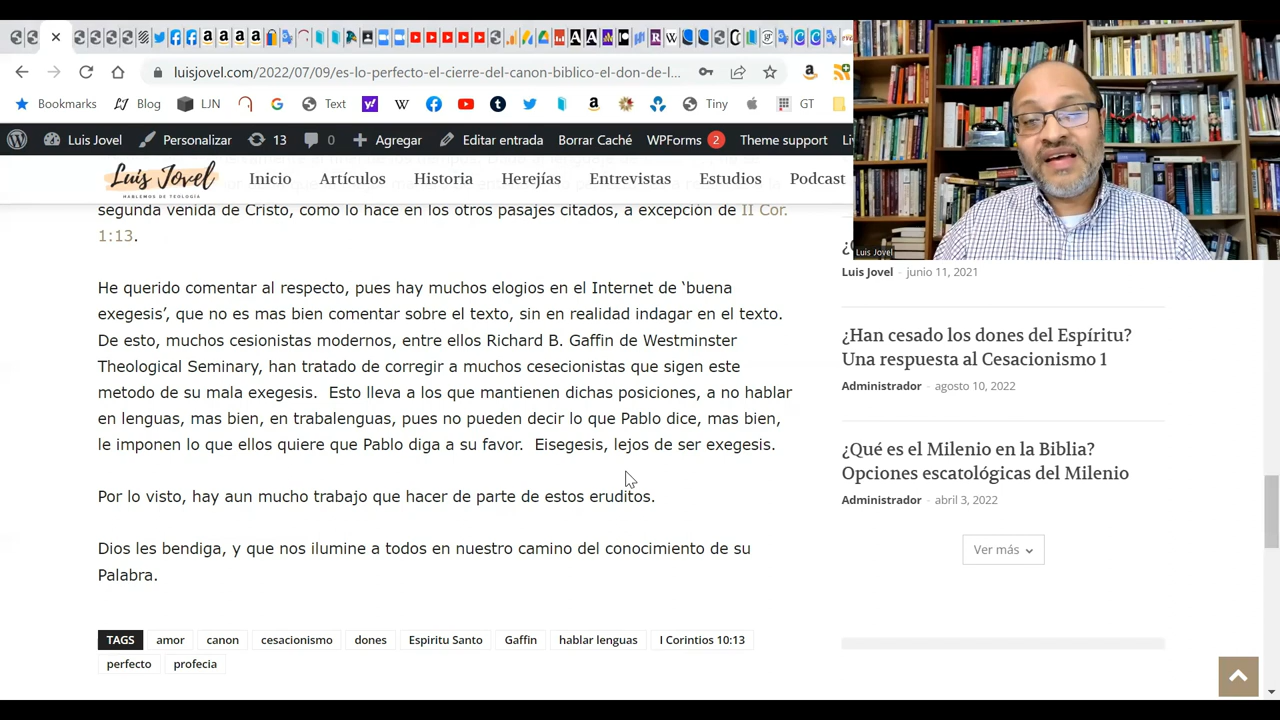 luisjovel.com/2022/07/09/es-lo-perfecto-el-cierre-del-canon-biblico-el-don-de-l...
Bookmarks Blog LJN Text Tiny GT
Luis Jovel Personalizar 13 0 Agregar Editar entrada Borrar Caché WPForms 2 Theme support
Luis Jovel
HABLEMOS DE TEOLOGÍA
Inicio Artículos Historia Herejías Entrevistas Estudios Podcast
segunda venida de Cristo, como lo hace en los otros pasajes citados, a excepción de II Cor.
1:13.
He querido comentar al respecto, pues hay muchos elogios en el Internet de ‘buena
exegesis’, que no es mas bien comentar sobre el texto, sin en realidad indagar en el texto.
De esto, muchos cesionistas modernos, entre ellos Richard B. Gaffin de Westminster
Theological Seminary, han tratado de corregir a muchos cesecionistas que sigen este
metodo de su mala exegesis. Esto lleva a los que mantienen dichas posiciones, a no hablar
en lenguas, mas bien, en trabalenguas, pues no pueden decir lo que Pablo dice, mas bien,
le imponen lo que ellos quiere que Pablo diga a su favor. Eisegesis, lejos de ser exegesis.
Por lo visto, hay aun mucho trabajo que hacer de parte de estos eruditos.
Dios les bendiga, y que nos ilumine a todos en nuestro camino del conocimiento de su
Palabra.
TAGS amor canon cesacionismo dones Espiritu Santo Gaffin hablar lenguas I Corintios 10:13
perfecto profecia
Luis Jovel
Luis Jovel - junio 11, 2021
¿Han cesado los dones del Espíritu?
Una respuesta al Cesacionismo 1
Administrador - agosto 10, 2022
¿Qué es el Milenio en la Biblia?
Opciones escatológicas del Milenio
Administrador - abril 3, 2022
Ver más